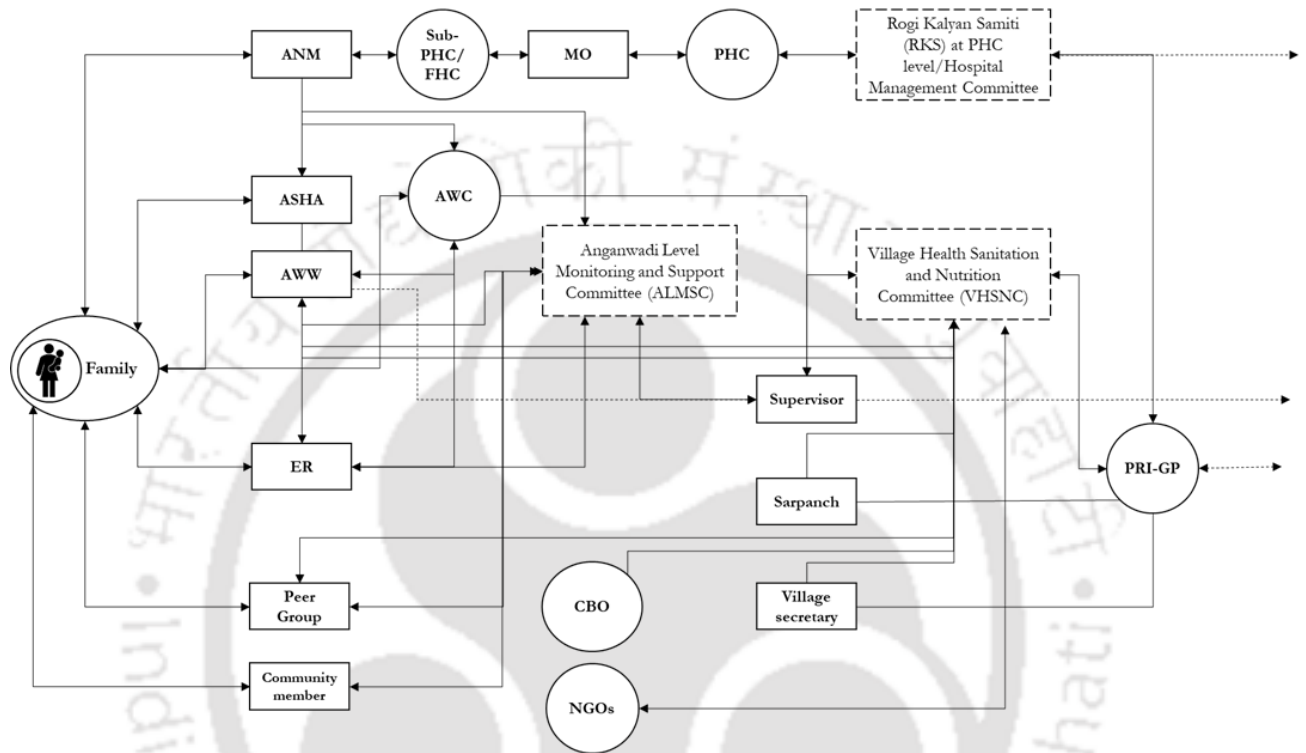 Sub-
PHC/
FHC
ANM
MO
PHC
Rogi Kalyan Samiti
(RKS) at PHC
level/Hospital
Management Committee
ASHA
AWC
AWW
Anganwadi Level
Monitoring and Support
Committee (ALMSC)
Village Health Sanitation
and Nutrition
Committee (VHSNC)
Family
Supervisor
ER
PRI-GP
Sarpanch
Peer
Group
CBO
Village
secretary
Community
member
NGOs